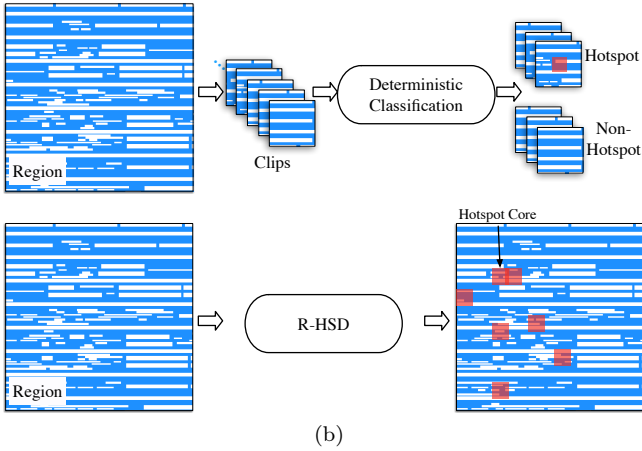 Region
Clips
Deterministic
Classification
Hotspot
Non-
Hotspot
Hotspot Core
Region
R-HSD
(b)